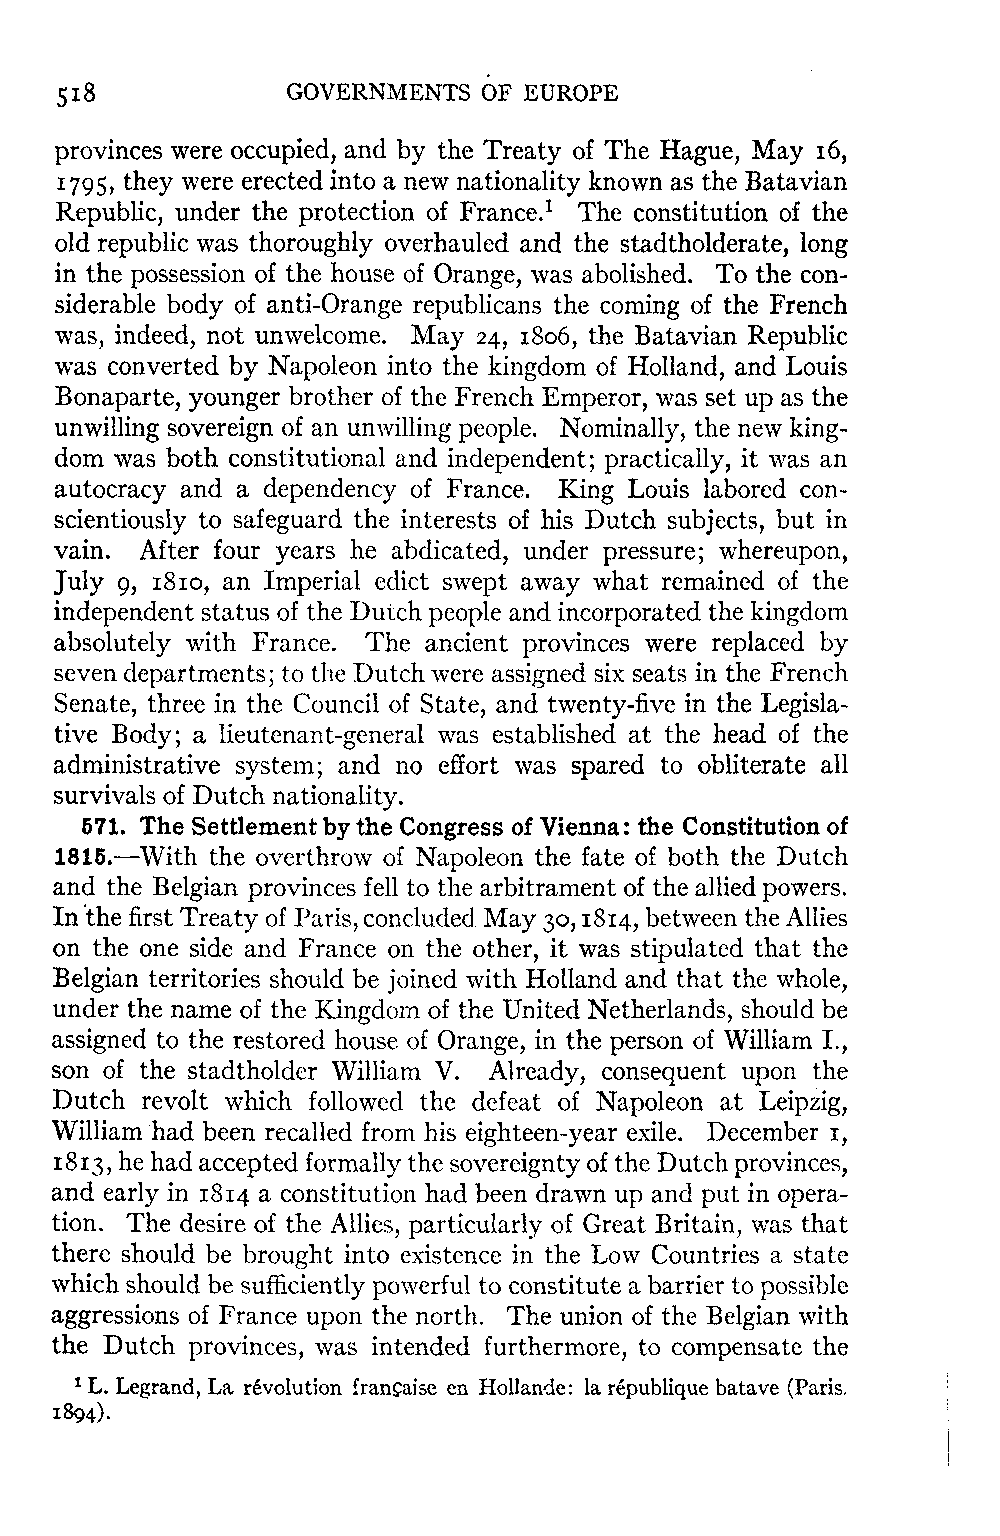 518 GOVERNMENTS OF EUROPE
provinces were occupied, and by the Treaty of The Hague, May 16,
1795, they were erected into a new nationality known as the Batavian
Republic, under the protection of France.¹ The constitution of the
old republic was thoroughly overhauled and the stadtholderate, long
in the possession of the house of Orange, was abolished. To the con-
siderable body of anti-Orange republicans the coming of the French
was, indeed, not unwelcome. May 24, 1806, the Batavian Republic
was converted by Napoleon into the kingdom of Holland, and Louis
Bonaparte, younger brother of the French Emperor, was set up as the
unwilling sovereign of an unwilling people. Nominally, the new king-
dom was both constitutional and independent; practically, it was an
autocracy and a dependency of France. King Louis labored con-
scientiously to safeguard the interests of his Dutch subjects, but in
vain. After four years he abdicated, under pressure; whereupon,
July 9, 1810, an Imperial edict swept away what remained of the
independent status of the Dutch people and incorporated the kingdom
absolutely with France. The ancient provinces were replaced by
seven departments; to the Dutch were assigned six seats in the French
Senate, three in the Council of State, and twenty-five in the Legisla-
tive Body; a lieutenant-general was established at the head of the
administrative system; and no effort was spared to obliterate all
survivals of Dutch nationality.
571. The Settlement by the Congress of Vienna: the Constitution of
1815.—With the overthrow of Napoleon the fate of both the Dutch
and the Belgian provinces fell to the arbitrament of the allied powers.
In the first Treaty of Paris, concluded May 30, 1814, between the Allies
on the one side and France on the other, it was stipulated that the
Belgian territories should be joined with Holland and that the whole,
under the name of the Kingdom of the United Netherlands, should be
assigned to the restored house of Orange, in the person of William I.,
son of the stadtholder William V. Already, consequent upon the
Dutch revolt which followed the defeat of Napoleon at Leipzig,
William had been recalled from his eighteen-year exile. December 1,
1813, he had accepted formally the sovereignty of the Dutch provinces,
and early in 1814 a constitution had been drawn up and put in opera-
tion. The desire of the Allies, particularly of Great Britain, was that
there should be brought into existence in the Low Countries a state
which should be sufficiently powerful to constitute a barrier to possible
aggressions of France upon the north. The union of the Belgian with
the Dutch provinces, was intended furthermore, to compensate the
¹ L. Legrand, La révolution française en Hollande: la république batave (Paris.
1894).